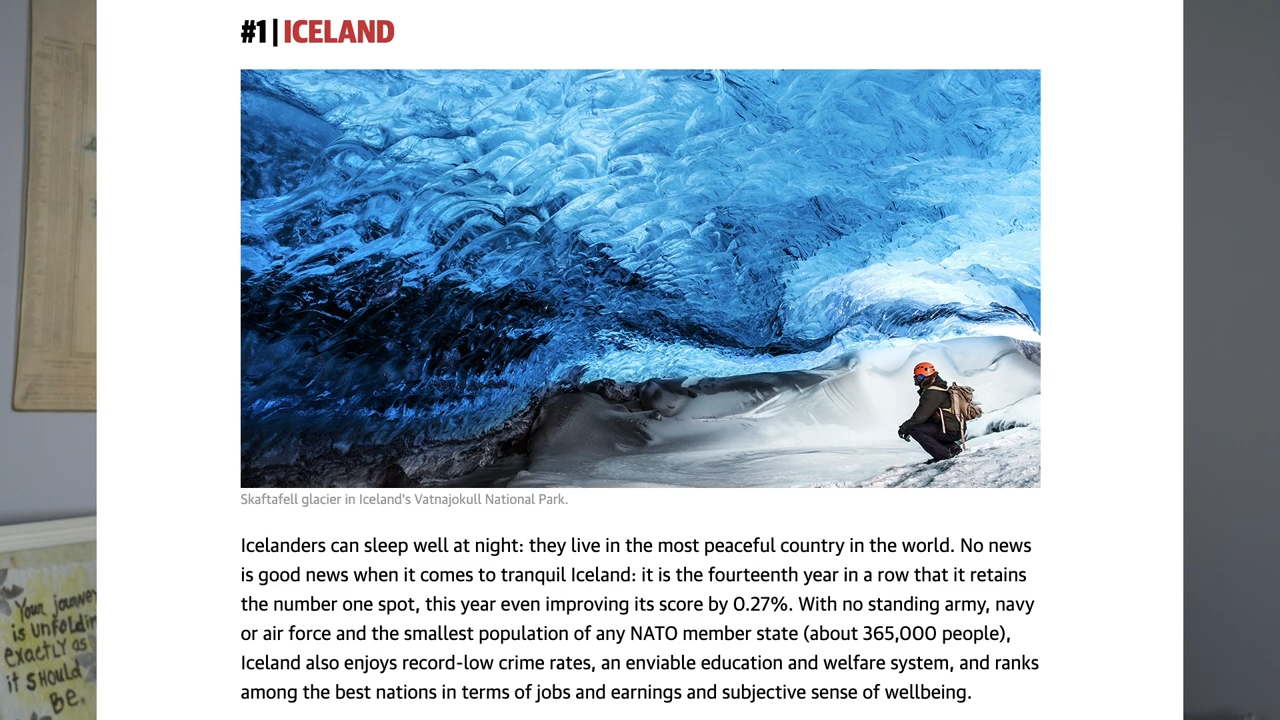 #1 | ICELAND
Skaftafell glacier in Iceland's Vatnajokull National Park.
Icelanders can sleep well at night: they live in the most peaceful country in the world. No news
is good news when it comes to tranquil Iceland: it is the fourteenth year in a row that it retains
the number one spot, this year even improving its score by 0.27%. With no standing army, navy
or air force and the smallest population of any NATO member state (about 365,000 people),
Iceland also enjoys record-low crime rates, an enviable education and welfare system, and ranks
among the best nations in terms of jobs and earnings and subjective sense of wellbeing.
Your journey
is unfoldin
exactly as
it should
Be.